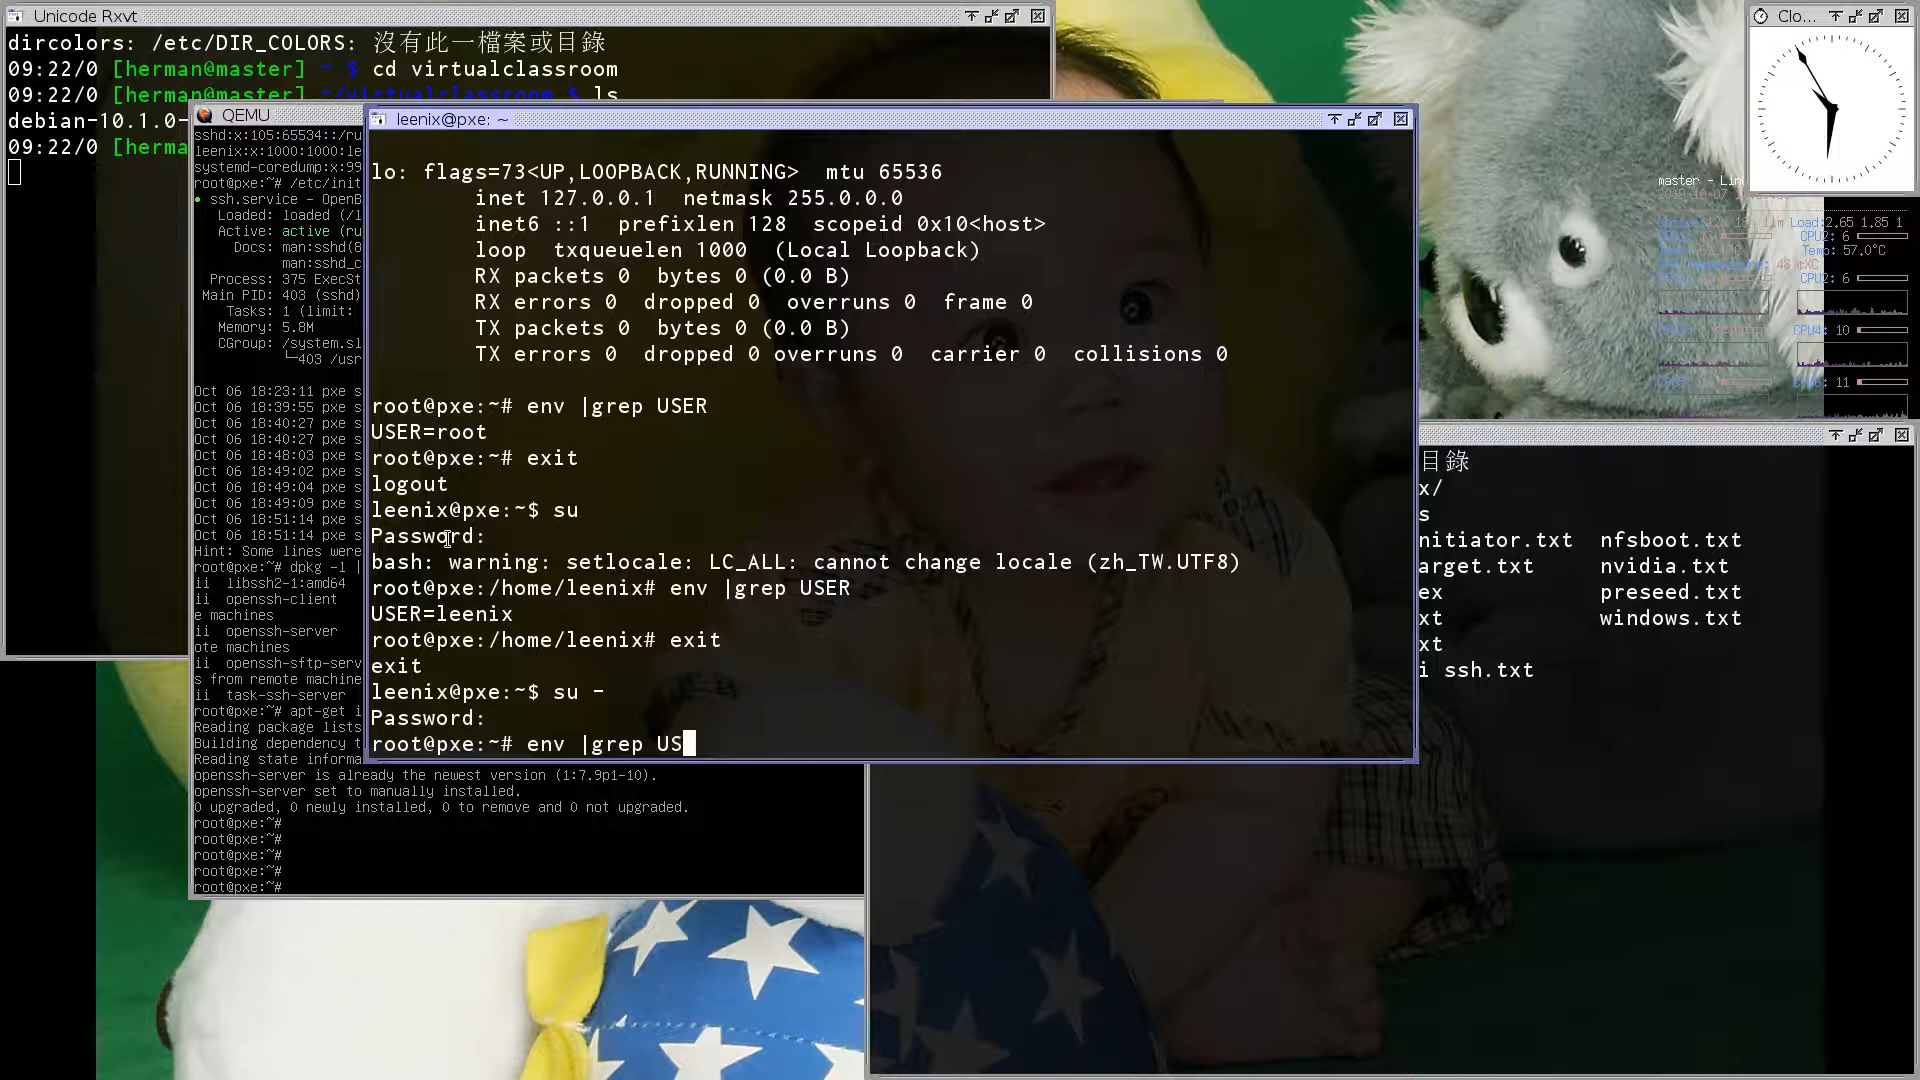 Unicode Rxvt
dircolors: /etc/DIR_COLORS: 沒有此一檔案或目錄
09:22/0 [herman@master] ~ $ cd virtualclassroom
09:22/0 [herman@master] ~/virtualclassroom $ ls
debian-10.1.0-
09:22/0 [herma
QEMU
sshd:x:105:65534::/ru
leenix:x:1000:1000:le
systemd-coredump:x:99
root@pxe:~# /etc/init
● ssh.service - OpenB
Loaded: loaded (/l
Active: active (ru
Docs: man:sshd(8
man:sshd_c
Process: 375 ExecSt
Main PID: 403 (sshd)
Tasks: 1 (limit:
Memory: 5.8M
CGroup: /system.sl
└─403 /usr
Oct 06 18:23:11 pxe s
Oct 06 18:39:55 pxe s
Oct 06 18:40:27 pxe s
Oct 06 18:40:27 pxe s
Oct 06 18:48:03 pxe s
Oct 06 18:49:02 pxe s
Oct 06 18:49:04 pxe s
Oct 06 18:49:09 pxe s
Oct 06 18:51:14 pxe s
Oct 06 18:51:14 pxe s
Hint: Some lines were
root@pxe:~# dpkg -l |
ii  libssh2-1:amd64
ii  openssh-client
e machines
ii  openssh-server
ote machines
ii  openssh-sftp-serv
s from remote machine
ii  task-ssh-server
root@pxe:~# apt-get i
Reading package lists
Building dependency t
Reading state informa
openssh-server is already the newest version (1:7.9p1-10).
openssh-server set to manually installed.
0 upgraded, 0 newly installed, 0 to remove and 0 not upgraded.
root@pxe:~#
root@pxe:~#
root@pxe:~#
root@pxe:~#
root@pxe:~#
leenix@pxe: ~
lo: flags=73<UP,LOOPBACK,RUNNING>  mtu 65536
inet 127.0.0.1  netmask 255.0.0.0
inet6 ::1  prefixlen 128  scopeid 0x10<host>
loop  txqueuelen 1000  (Local Loopback)
RX packets 0  bytes 0 (0.0 B)
RX errors 0  dropped 0  overruns 0  frame 0
TX packets 0  bytes 0 (0.0 B)
TX errors 0  dropped 0 overruns 0  carrier 0  collisions 0
root@pxe:~# env |grep USER
USER=root
root@pxe:~# exit
logout
leenix@pxe:~$ su
Password:
bash: warning: setlocale: LC_ALL: cannot change locale (zh_TW.UTF8)
root@pxe:/home/leenix# env |grep USER
USER=leenix
root@pxe:/home/leenix# exit
exit
leenix@pxe:~$ su -
Password:
root@pxe:~# env |grep US
Clo...
master - Lin
Load:2.65 1.85 1
CPU2: 6
Temp: 57.0°C
CPU2: 6
CPU4: 10
11
目錄
x/
s
nitiator.txt  nfsboot.txt
arget.txt  nvidia.txt
ex  preseed.txt
xt  windows.txt
xt
i ssh.txt